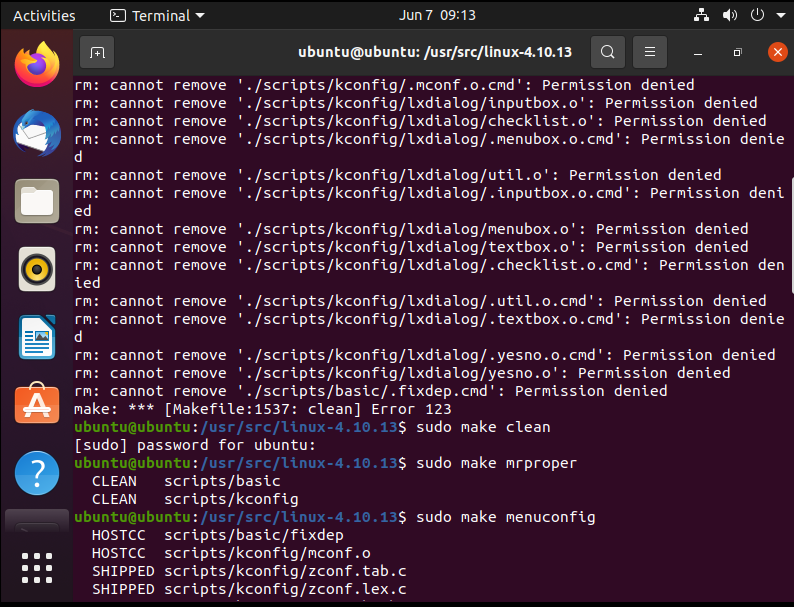 Activities Terminal Jun 7 09:13
ubuntu@ubuntu: /usr/src/linux-4.10.13
rm: cannot remove './scripts/kconfig/.mconf.o.cmd': Permission denied
rm: cannot remove './scripts/kconfig/lxdialog/inputbox.o': Permission denied
rm: cannot remove './scripts/kconfig/lxdialog/checklist.o': Permission denied
rm: cannot remove './scripts/kconfig/lxdialog/.menubox.o.cmd': Permission denie
d
rm: cannot remove './scripts/kconfig/lxdialog/util.o': Permission denied
rm: cannot remove './scripts/kconfig/lxdialog/.inputbox.o.cmd': Permission deni
ed
rm: cannot remove './scripts/kconfig/lxdialog/menubox.o': Permission denied
rm: cannot remove './scripts/kconfig/lxdialog/textbox.o': Permission denied
rm: cannot remove './scripts/kconfig/lxdialog/.checklist.o.cmd': Permission den
ied
rm: cannot remove './scripts/kconfig/lxdialog/.util.o.cmd': Permission denied
rm: cannot remove './scripts/kconfig/lxdialog/.textbox.o.cmd': Permission denie
d
rm: cannot remove './scripts/kconfig/lxdialog/.yesno.o.cmd': Permission denied
rm: cannot remove './scripts/kconfig/lxdialog/yesno.o': Permission denied
rm: cannot remove './scripts/basic/.fixdep.cmd': Permission denied
make: *** [Makefile:1537: clean] Error 123
ubuntu@ubuntu:/usr/src/linux-4.10.13$ sudo make clean
[sudo] password for ubuntu:
ubuntu@ubuntu:/usr/src/linux-4.10.13$ sudo make mrproper
  CLEAN   scripts/basic
  CLEAN   scripts/kconfig
ubuntu@ubuntu:/usr/src/linux-4.10.13$ sudo make menuconfig
  HOSTCC  scripts/basic/fixdep
  HOSTCC  scripts/kconfig/mconf.o
  SHIPPED scripts/kconfig/zconf.tab.c
  SHIPPED scripts/kconfig/zconf.lex.c